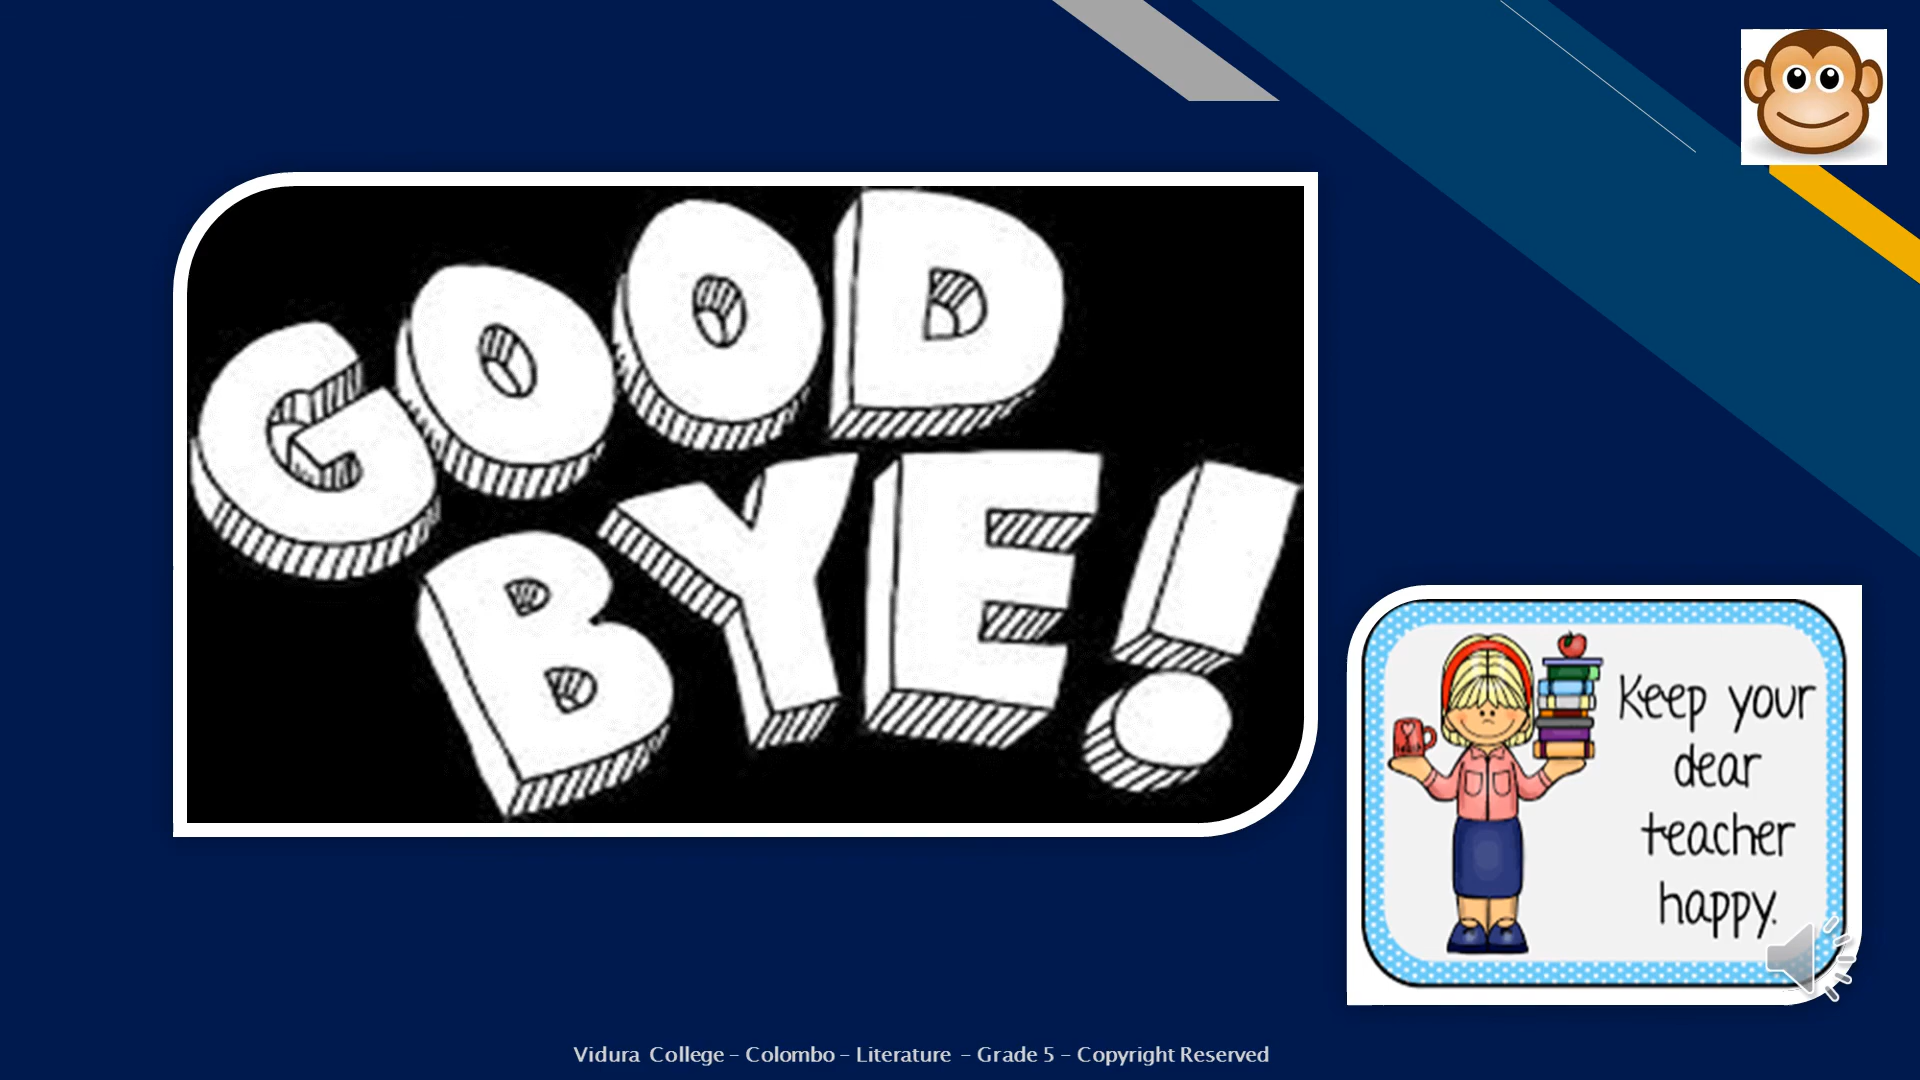 GOOD
BYE!
Keep your
dear
teacher
happy.
Vidura College – Colombo – Literature – Grade 5 – Copyright Reserved